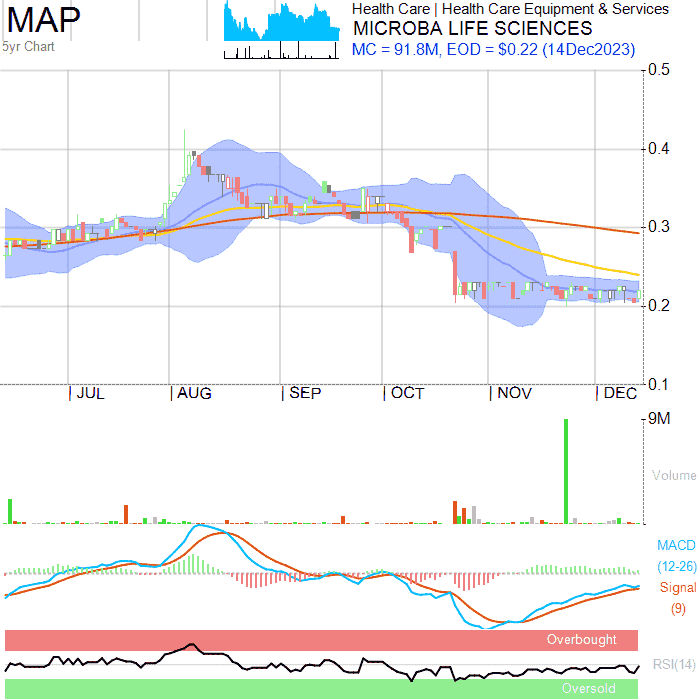 MAP
5yr Chart
Health Care | Health Care Equipment & Services
MICROBA LIFE SCIENCES
MC = 91.8M, EOD = $0.22 (14Dec2023)
0.5
0.4
0.3
0.2
0.1
JUL AUG SEP OCT NOV DEC
9M
Volume
MACD
(12-26)
Signal
(9)
Overbought
RSI(14)
Oversold